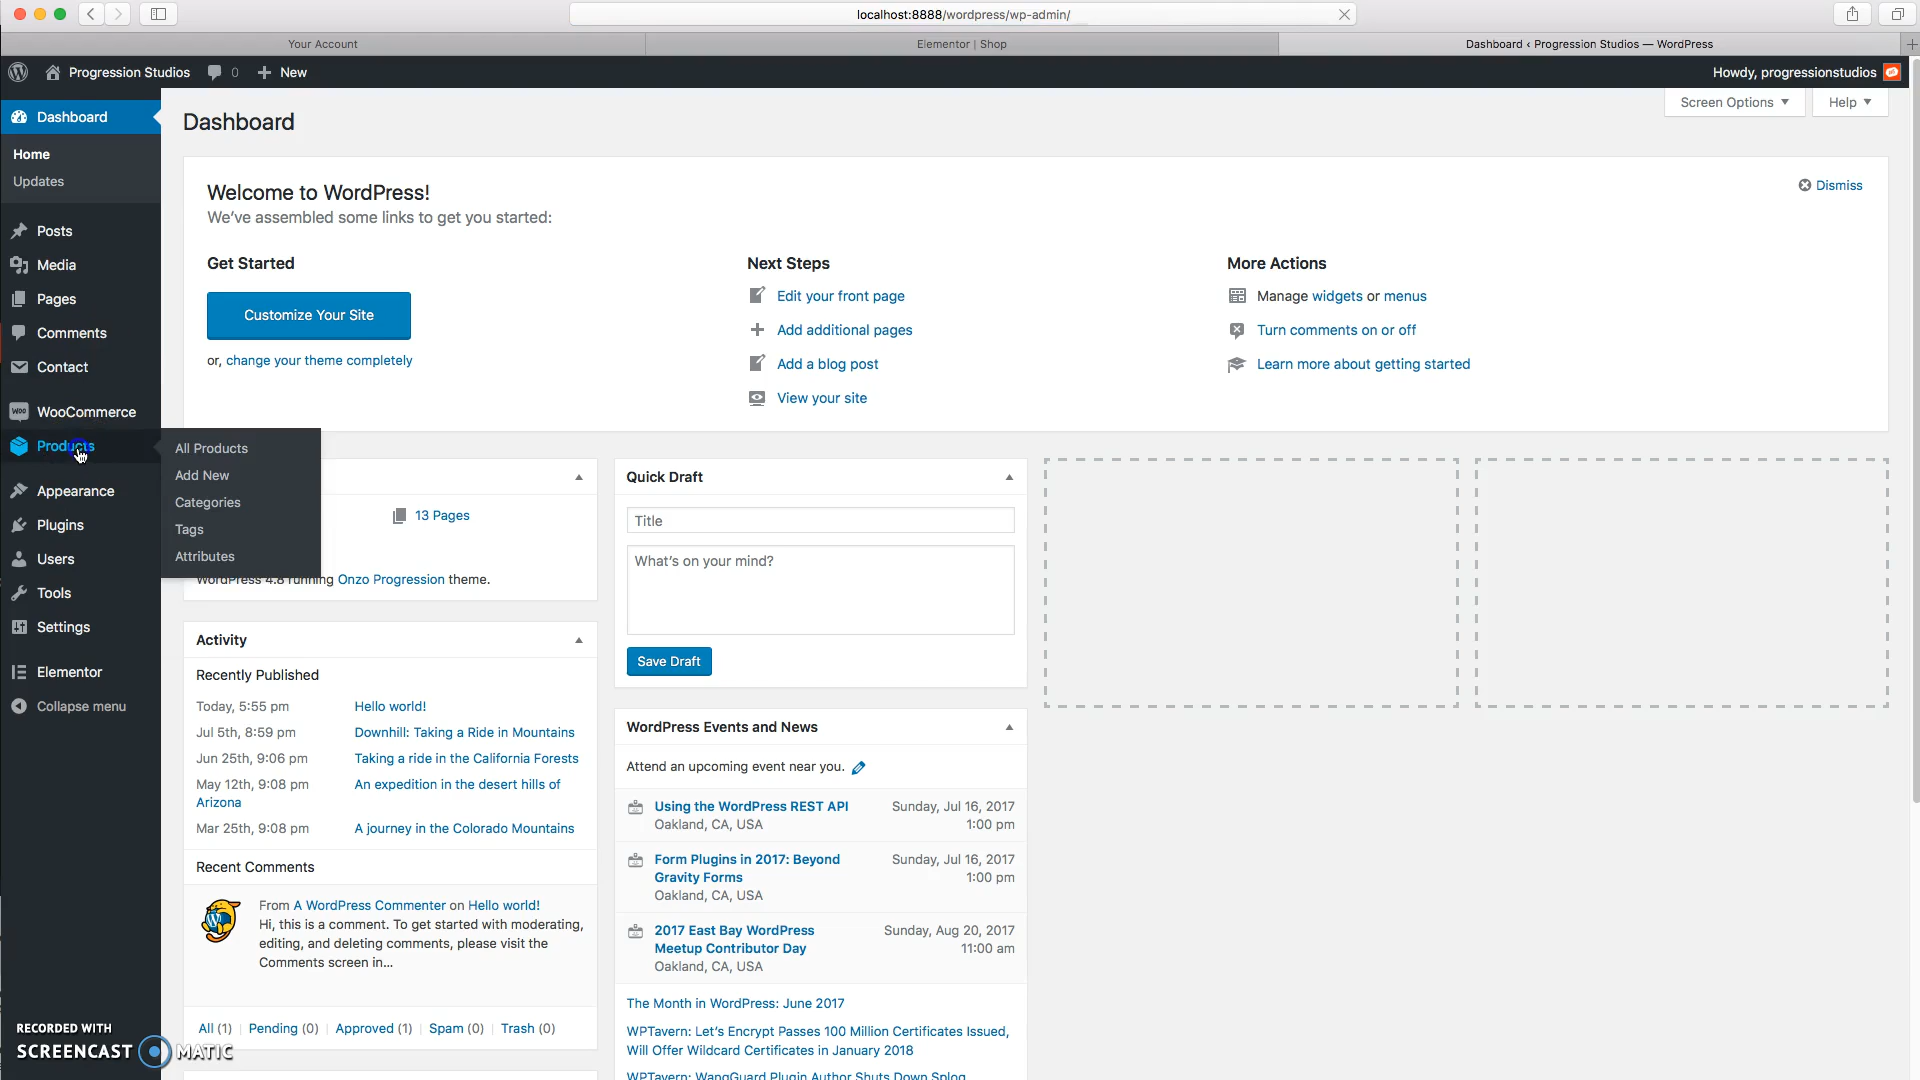 localhost:8888/wordpress/wp-admin/
Your Account
Elementor | Shop
Dashboard ‹ Progression Studios — WordPress
Progression Studios
0
New
Howdy, progressionstudios
Screen Options
Help
Dashboard
Home
Updates
Posts
Media
Pages
Comments
Contact
WooCommerce
Products
Appearance
Plugins
Users
Tools
Settings
Elementor
Collapse menu
All Products
Add New
Categories
Tags
Attributes
Dashboard
Welcome to WordPress!
We've assembled some links to get you started:
Dismiss
Get Started
Customize Your Site
or, change your theme completely
Next Steps
Edit your front page
Add additional pages
Add a blog post
View your site
More Actions
Manage widgets or menus
Turn comments on or off
Learn more about getting started
13 Pages
WordPress 4.8 running Onzo Progression theme.
Activity
Recently Published
Today, 5:55 pm Hello world!
Jul 5th, 8:59 pm Downhill: Taking a Ride in Mountains
Jun 25th, 9:06 pm Taking a ride in the California Forests
May 12th, 9:08 pm An expedition in the desert hills of
Arizona
Mar 25th, 9:08 pm A journey in the Colorado Mountains
Recent Comments
From A WordPress Commenter on Hello world!
Hi, this is a comment. To get started with moderating,
editing, and deleting comments, please visit the
Comments screen in...
All (1) | Pending (0) | Approved (1) | Spam (0) | Trash (0)
Quick Draft
Title
What's on your mind?
Save Draft
WordPress Events and News
Attend an upcoming event near you.
Using the WordPress REST API Sunday, Jul 16, 2017
Oakland, CA, USA 1:00 pm
Form Plugins in 2017: Beyond Sunday, Jul 16, 2017
Gravity Forms 1:00 pm
Oakland, CA, USA
2017 East Bay WordPress Sunday, Aug 20, 2017
Meetup Contributor Day 11:00 am
Oakland, CA, USA
The Month in WordPress: June 2017
WPTavern: Let's Encrypt Passes 100 Million Certificates Issued,
Will Offer Wildcard Certificates in January 2018
WPTavern: WangGuard Plugin Author Shuts Down Splog
RECORDED WITH
SCREENCAST MATIC